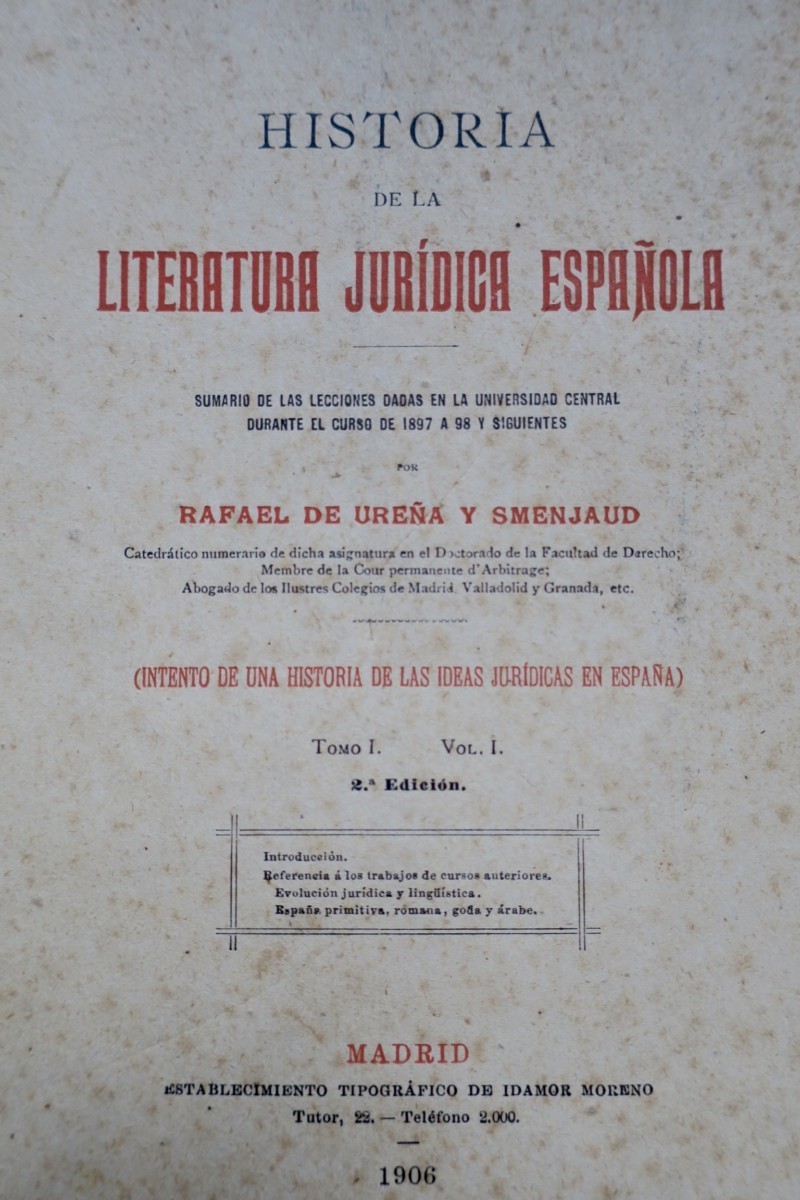 HISTORIA
DE LA
LITERATURA JURÍDICA ESPAÑOLA
SUMARIO DE LAS LECCIONES DADAS EN LA UNIVERSIDAD CENTRAL
DURANTE EL CURSO DE 1897 A 98 Y SIGUIENTES
POR
RAFAEL DE UREÑA Y SMENJAUD
Catedrático numerario de dicha asignatura en el Doctorado de la Facultad de Derecho;
Membre de la Cour permanente d'Arbitrage;
Abogado de los Ilustres Colegios de Madrid Valladolid y Granada, etc.
(INTENTO DE UNA HISTORIA DE LAS IDEAS JURÍDICAS EN ESPAÑA)
TOMO I. VOL. I.
2.ª Edición.
Introducción.
Referencia á los trabajos de cursos anteriores.
Evolución jurídica y lingüística.
España primitiva, romana, goda y árabe.
MADRID
ESTABLECIMIENTO TIPOGRÁFICO DE IDAMOR MORENO
Tutor, 22. — Teléfono 2.000.
1906